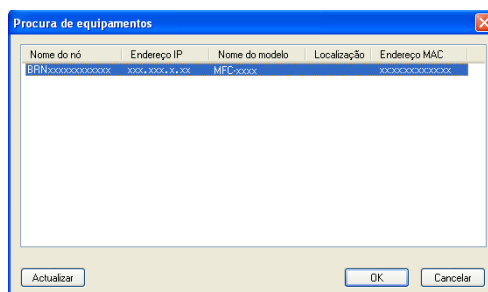 Procura de equipamentos
Nome do nó Endereço IP Nome do modelo Localização Endereço MAC
BRNxxxxxxxxxxxx xxx.xxx.x.xx MFC-xxxx xxxxxxxxxxxx
Actualizar OK Cancelar